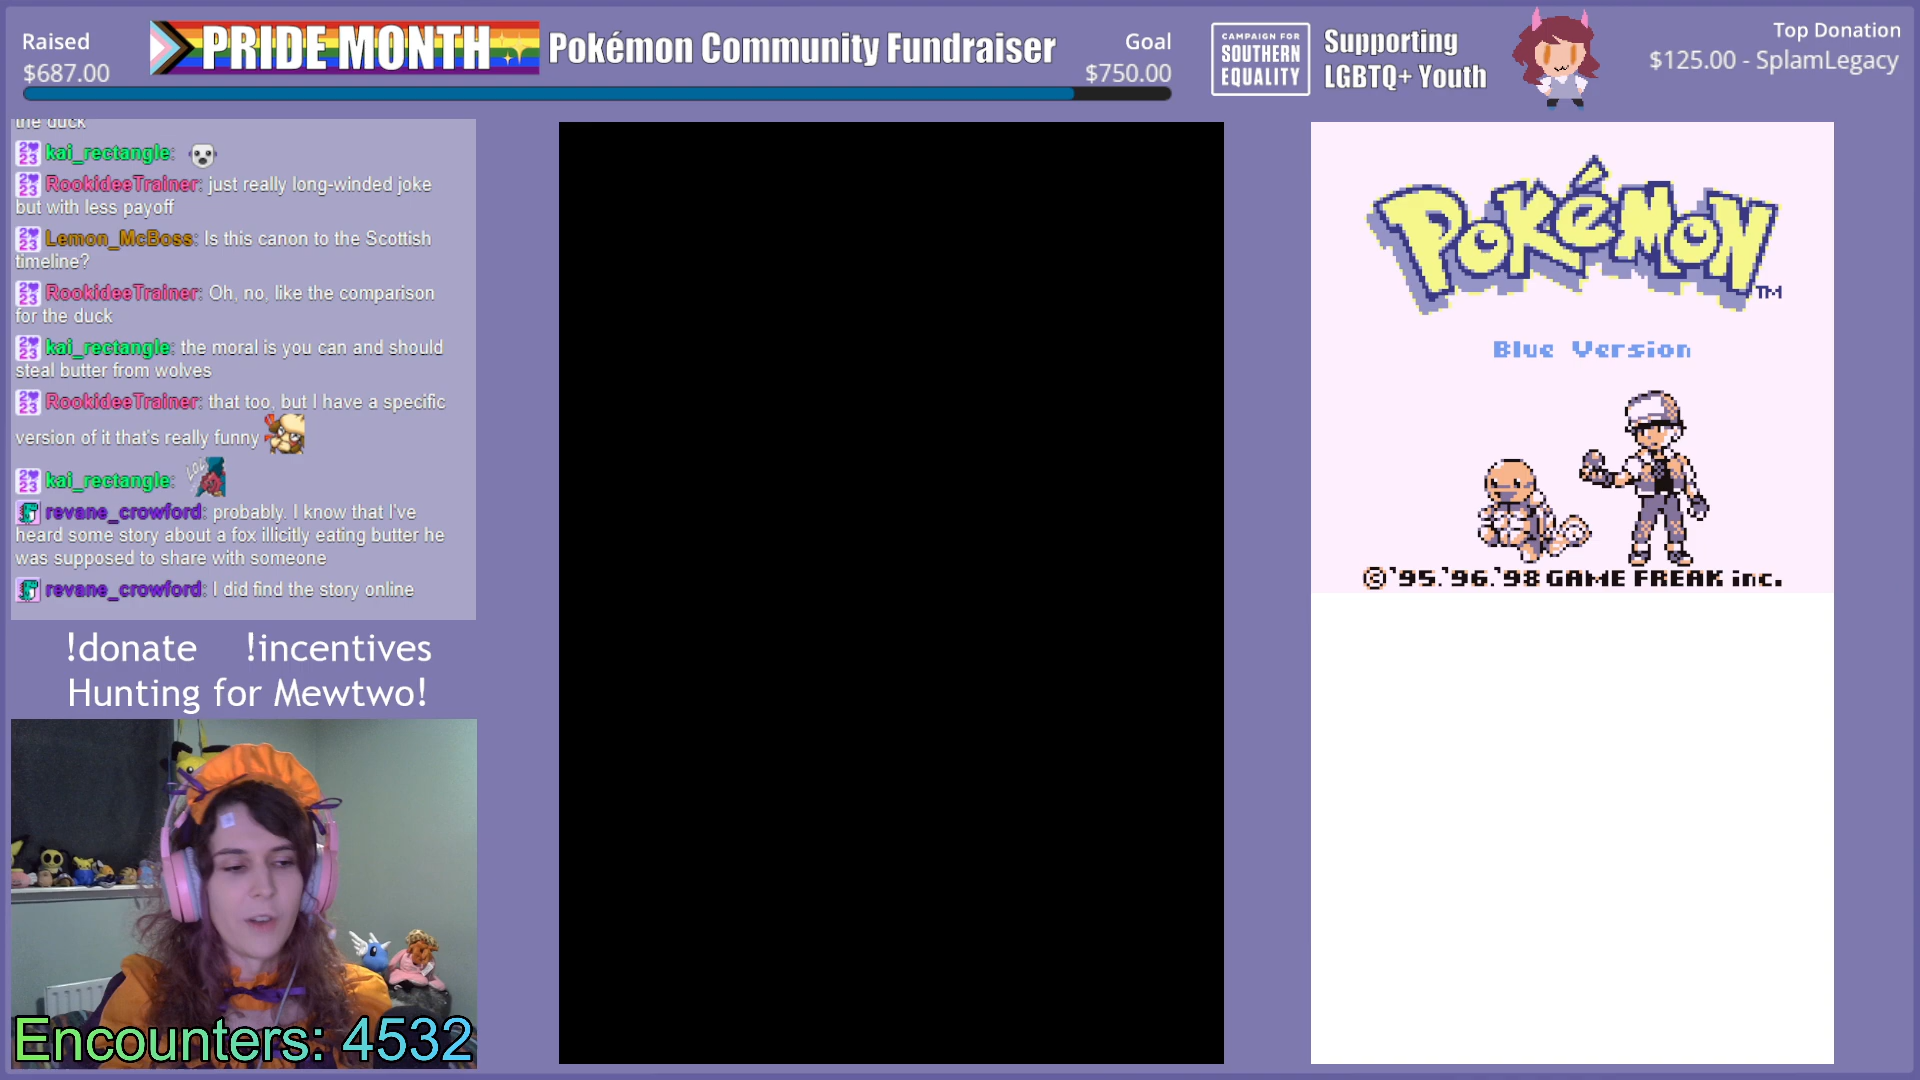 Raised
$687.00
PRIDE MONTH
Pokémon Community Fundraiser
Goal
$750.00
CAMPAIGN FOR
SOUTHERN
EQUALITY
Supporting
LGBTQ+ Youth
Top Donation
$125.00 - SplamLegacy
the duck
kai_rectangle:
RookideeTrainer: just really long-winded joke
but with less payoff
Lemon_McBoss: Is this canon to the Scottish
timeline?
RookideeTrainer: Oh, no, like the comparison
for the duck
kai_rectangle: the moral is you can and should
steal butter from wolves
RookideeTrainer: that too, but I have a specific
version of it that's really funny
kai_rectangle:
LOL
revane_crowford: probably. I know that I've
heard some story about a fox illicitly eating butter he
was supposed to share with someone
revane_crowford: I did find the story online
!donate !incentives
Hunting for Mewtwo!
Encounters: 4532
POKéMON
TM
Blue Version
©'95.'96.'98 GAME FREAK inc.